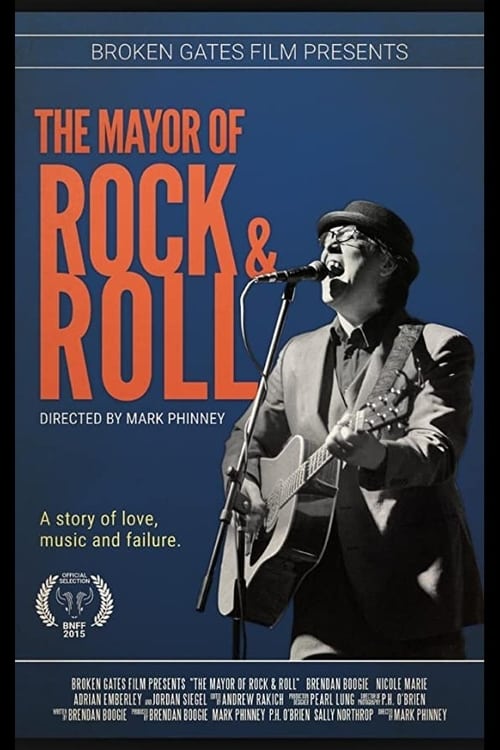 BROKEN GATES FILM PRESENTS
THE MAYOR OF
ROCK &
ROLL
DIRECTED BY MARK PHINNEY
A story of love,
music and failure.
OFFICIAL
SELECTION
BNFF
2015
BROKEN GATES FILM PRESENTS "THE MAYOR OF ROCK & ROLL" BRENDAN BOOGIE NICOLE MARIE
ADRIAN EMBERLEY AND JORDAN SIEGEL EDITED BY ANDREW RAKICH PRODUCTION DESIGNER PEARL LUNG DIRECTOR OF PHOTOGRAPHY P.H. O'BRIEN
WRITTEN BY BRENDAN BOOGIE PRODUCED BY BRENDAN BOOGIE MARK PHINNEY P.H. O'BRIEN SALLY NORTHROP DIRECTED BY MARK PHINNEY